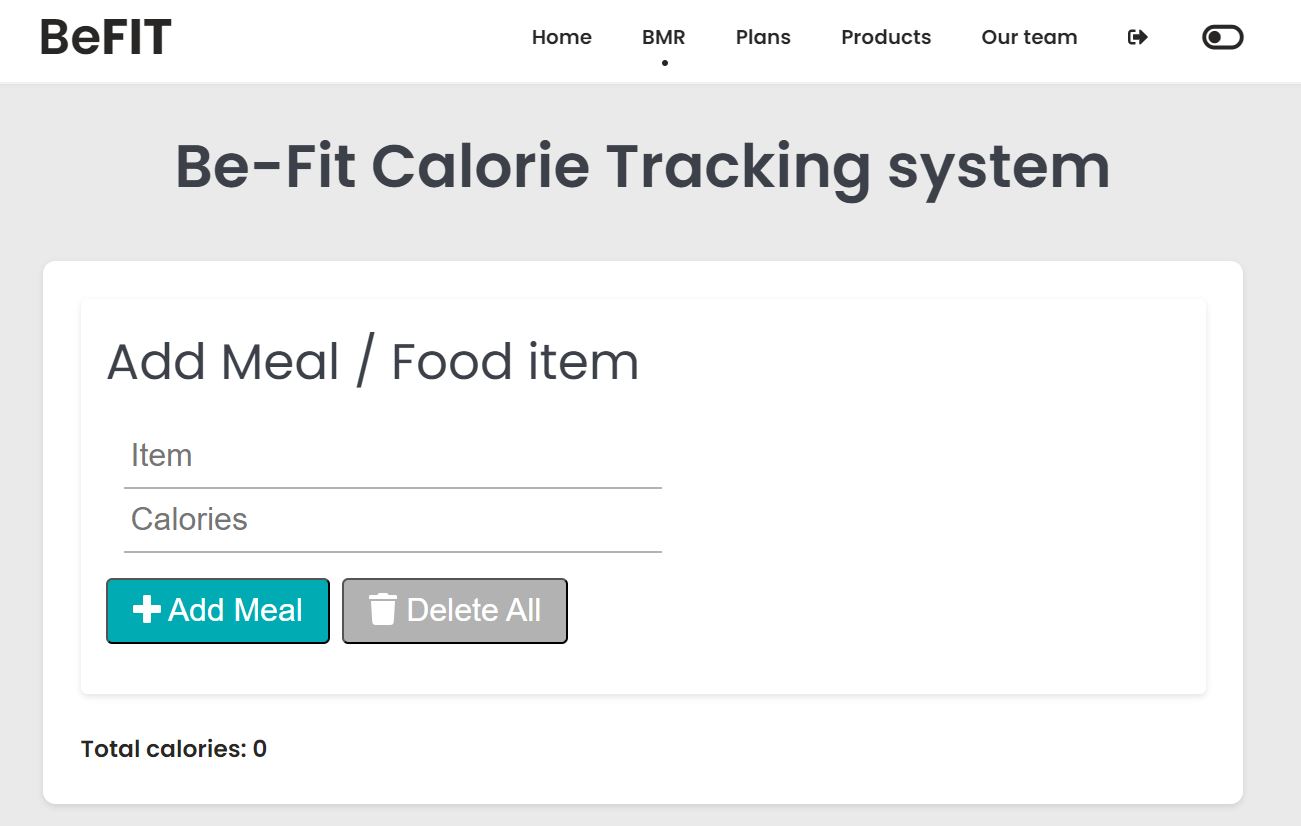 BeFIT Home BMR Plans Products Our team
Be-Fit Calorie Tracking system
Add Meal / Food item
Item
Calories
Add Meal Delete All
Total calories: 0